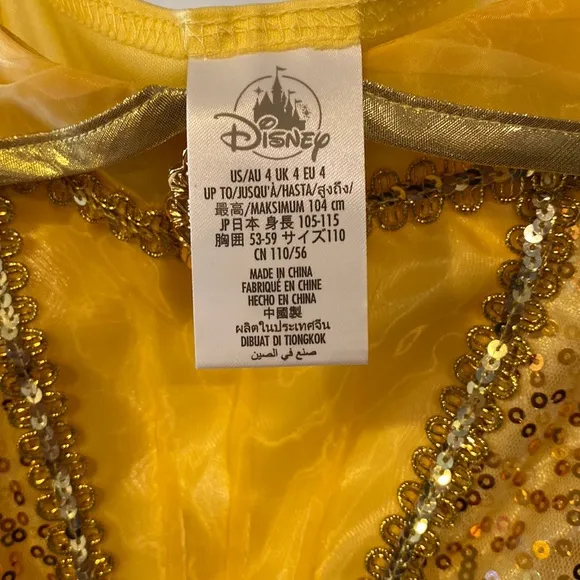 Disney
US/AU 4 UK 4 EU 4
UP TO/JUSQU'À/HASTA/สูงถึง/
最高/MAKSIMUM 104 cm
JP日本 身長 105-115
胸囲 53-59 サイズ110
CN 110/56
MADE IN CHINA
FABRIQUÉ EN CHINE
HECHO EN CHINA
中國製
ผลิตในประเทศจีน
DIBUAT DI TIONGKOK
صنع في الصين